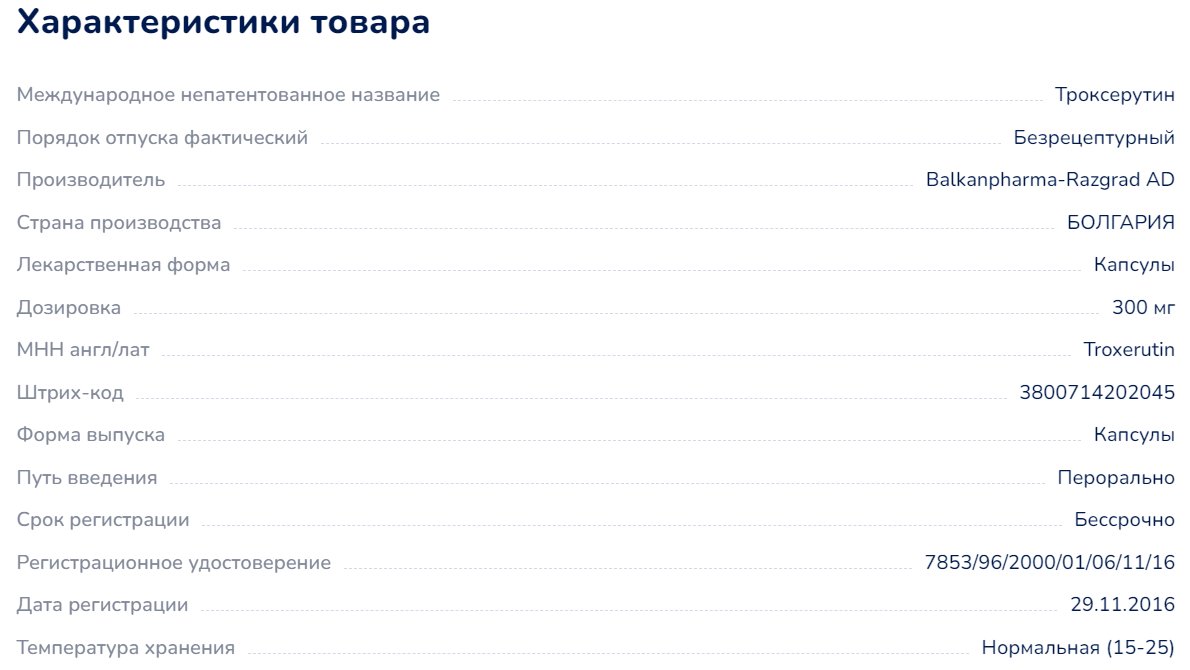 Характеристики товара
Международное непатентованное название Троксерутин
Порядок отпуска фактический Безрецептурный
Производитель Balkanpharma-Razgrad AD
Страна производства БОЛГАРИЯ
Лекарственная форма Капсулы
Дозировка 300 мг
МНН англ/лат Troxerutin
Штрих-код 3800714202045
Форма выпуска Капсулы
Путь введения Перорально
Срок регистрации Бессрочно
Регистрационное удостоверение 7853/96/2000/01/06/11/16
Дата регистрации 29.11.2016
Температура хранения Нормальная (15-25)